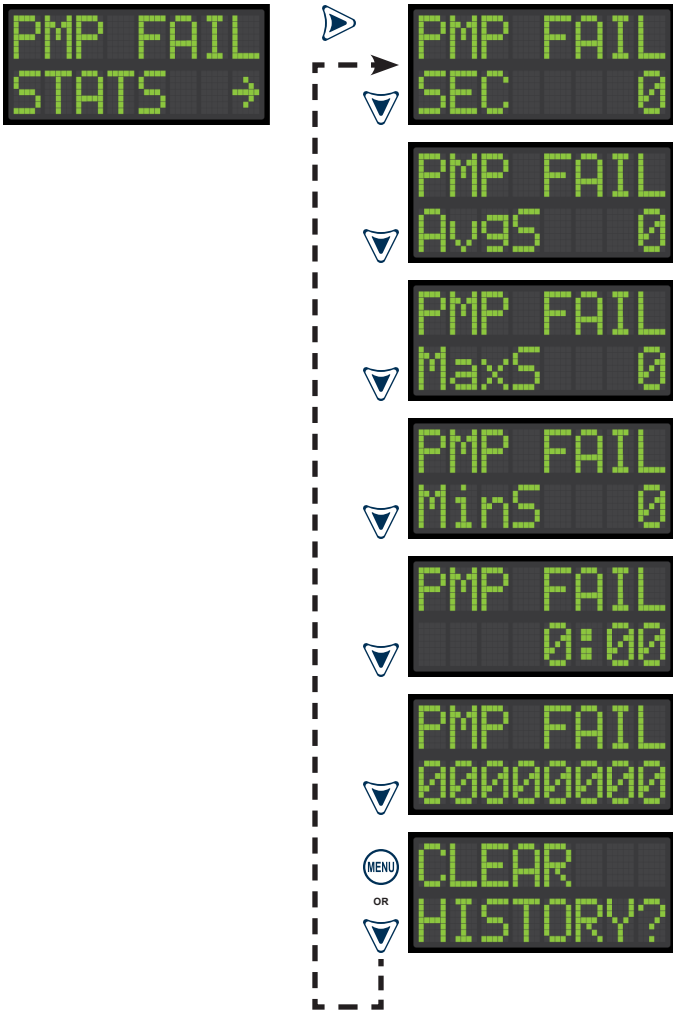 PMP FAIL
STATS →
PMP FAIL
SEC 0
PMP FAIL
AvgS 0
PMP FAIL
MaxS 0
PMP FAIL
MinS 0
PMP FAIL
0:00
PMP FAIL
00000000
MENU
OR
CLEAR
HISTORY?